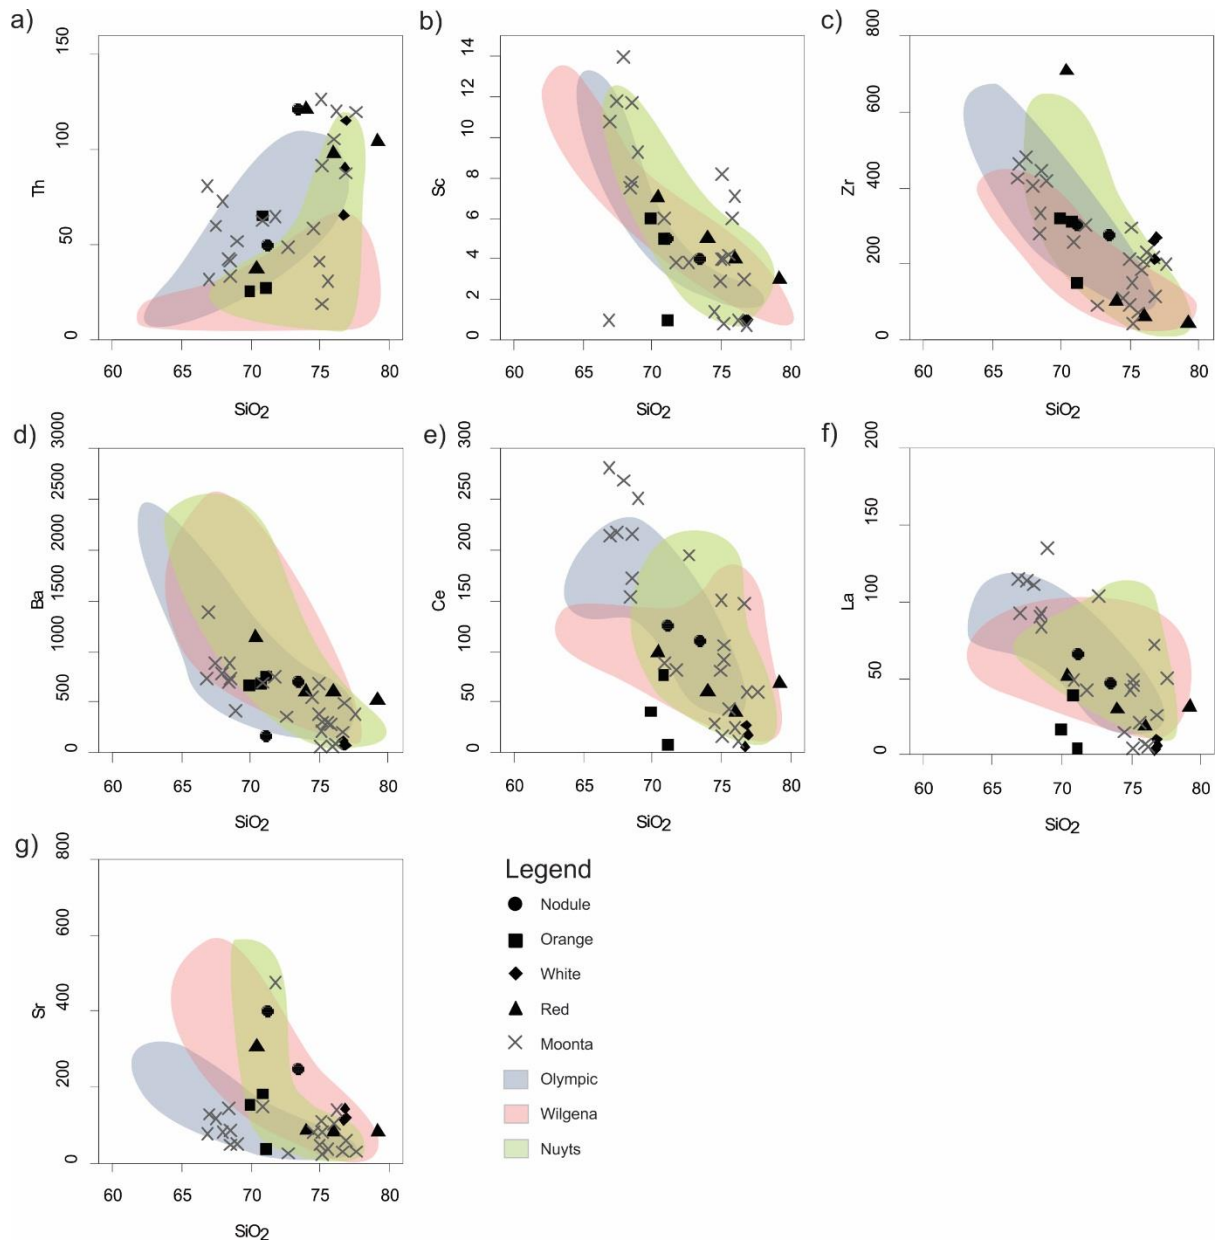 a)
150
100
50
0
Th
60 65 70 75 80
SiO2
b)
14
12
10
8
6
4
2
0
Sc
60 65 70 75 80
SiO2
c)
800
600
400
200
0
Zr
60 65 70 75 80
SiO2
d)
3000
2500
2000
1500
1000
500
0
Ba
60 65 70 75 80
SiO2
e)
300
250
200
150
100
50
0
Ce
60 65 70 75 80
SiO2
f)
200
150
100
50
0
La
60 65 70 75 80
SiO2
g)
800
600
400
200
0
Sr
60 65 70 75 80
SiO2
Legend
Nodule
Orange
White
Red
Moonta
Olympic
Wilgena
Nuyts